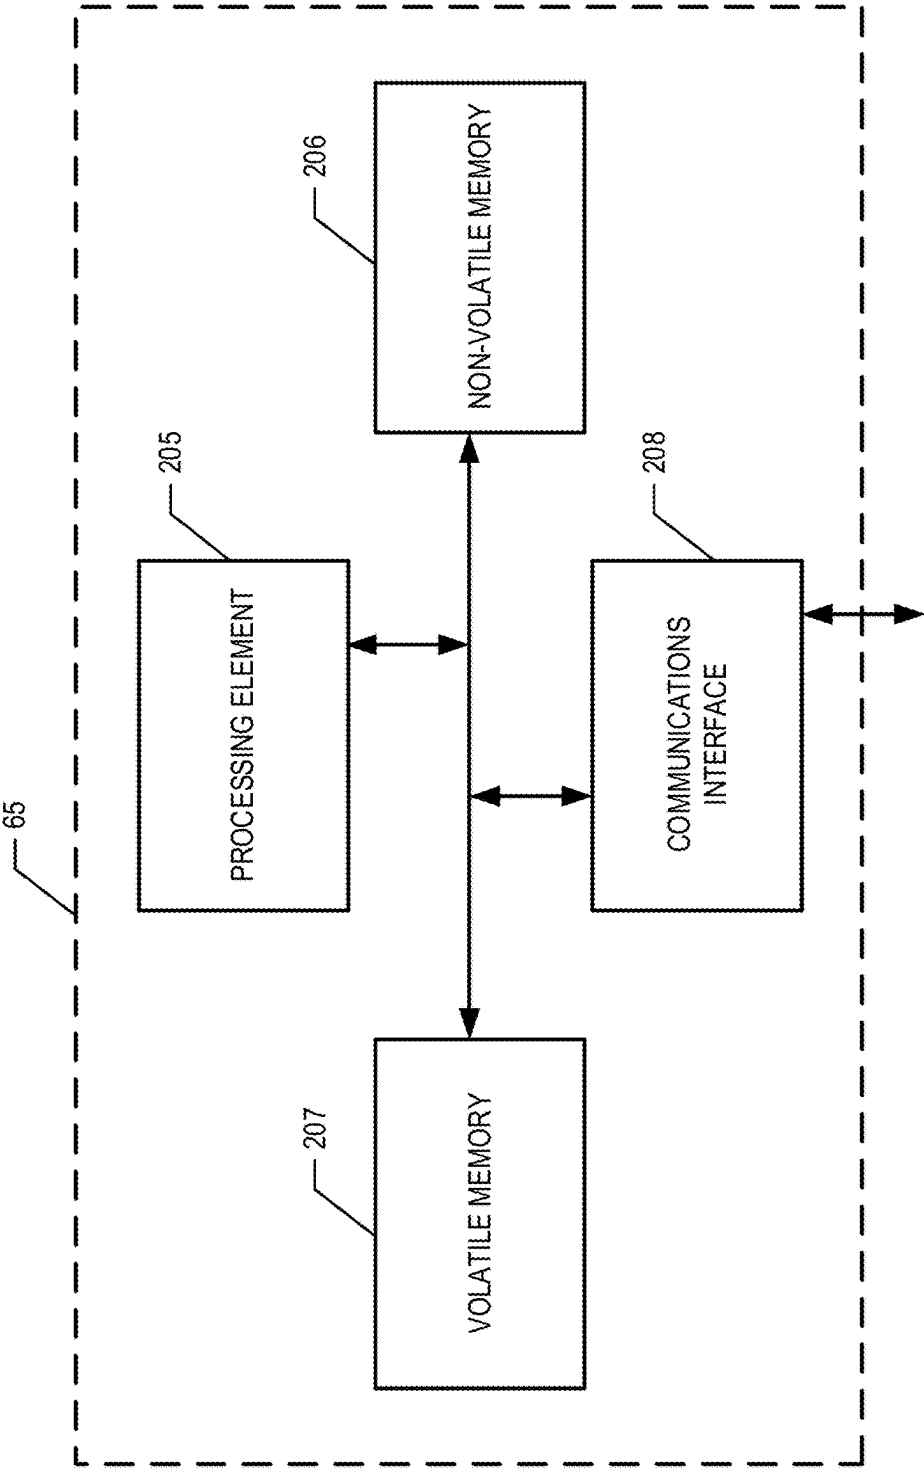 65
205
PROCESSING ELEMENT
207
VOLATILE MEMORY
206
NON-VOLATILE MEMORY
208
COMMUNICATIONS
INTERFACE